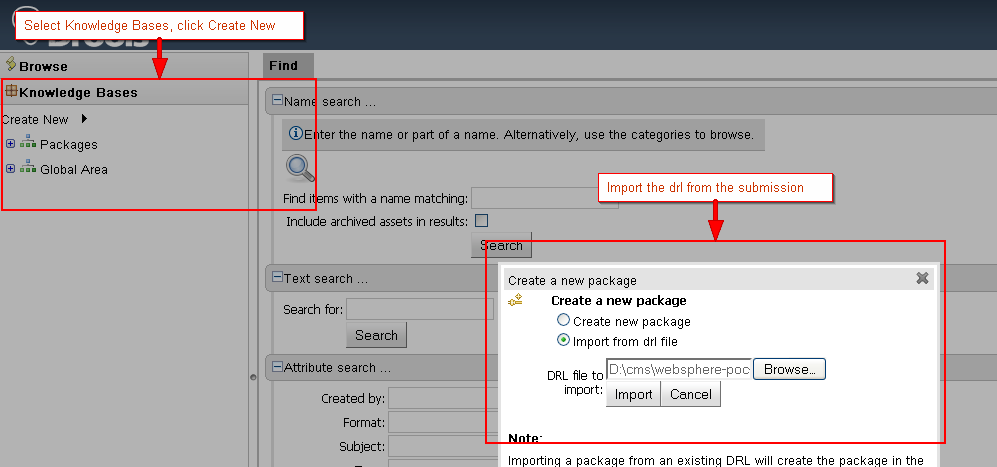 Select Knowledge Bases, click Create New
Browse
Knowledge Bases
Create New
Packages
Global Area
Find
Name search ...
Enter the name or part of a name. Alternatively, use the categories to browse.
Find items with a name matching:
Include archived assets in results:
Search
Import the drl from the submission
Text search ...
Search for:
Search
Attribute search ...
Created by:
Format:
Subject:
Create a new package
Create a new package
Create new package
Import from drl file
DRL file to
import:
D:\cms\websphere-poc
Browse...
Import
Cancel
Note:
Importing a package from an existing DRL will create the package in the